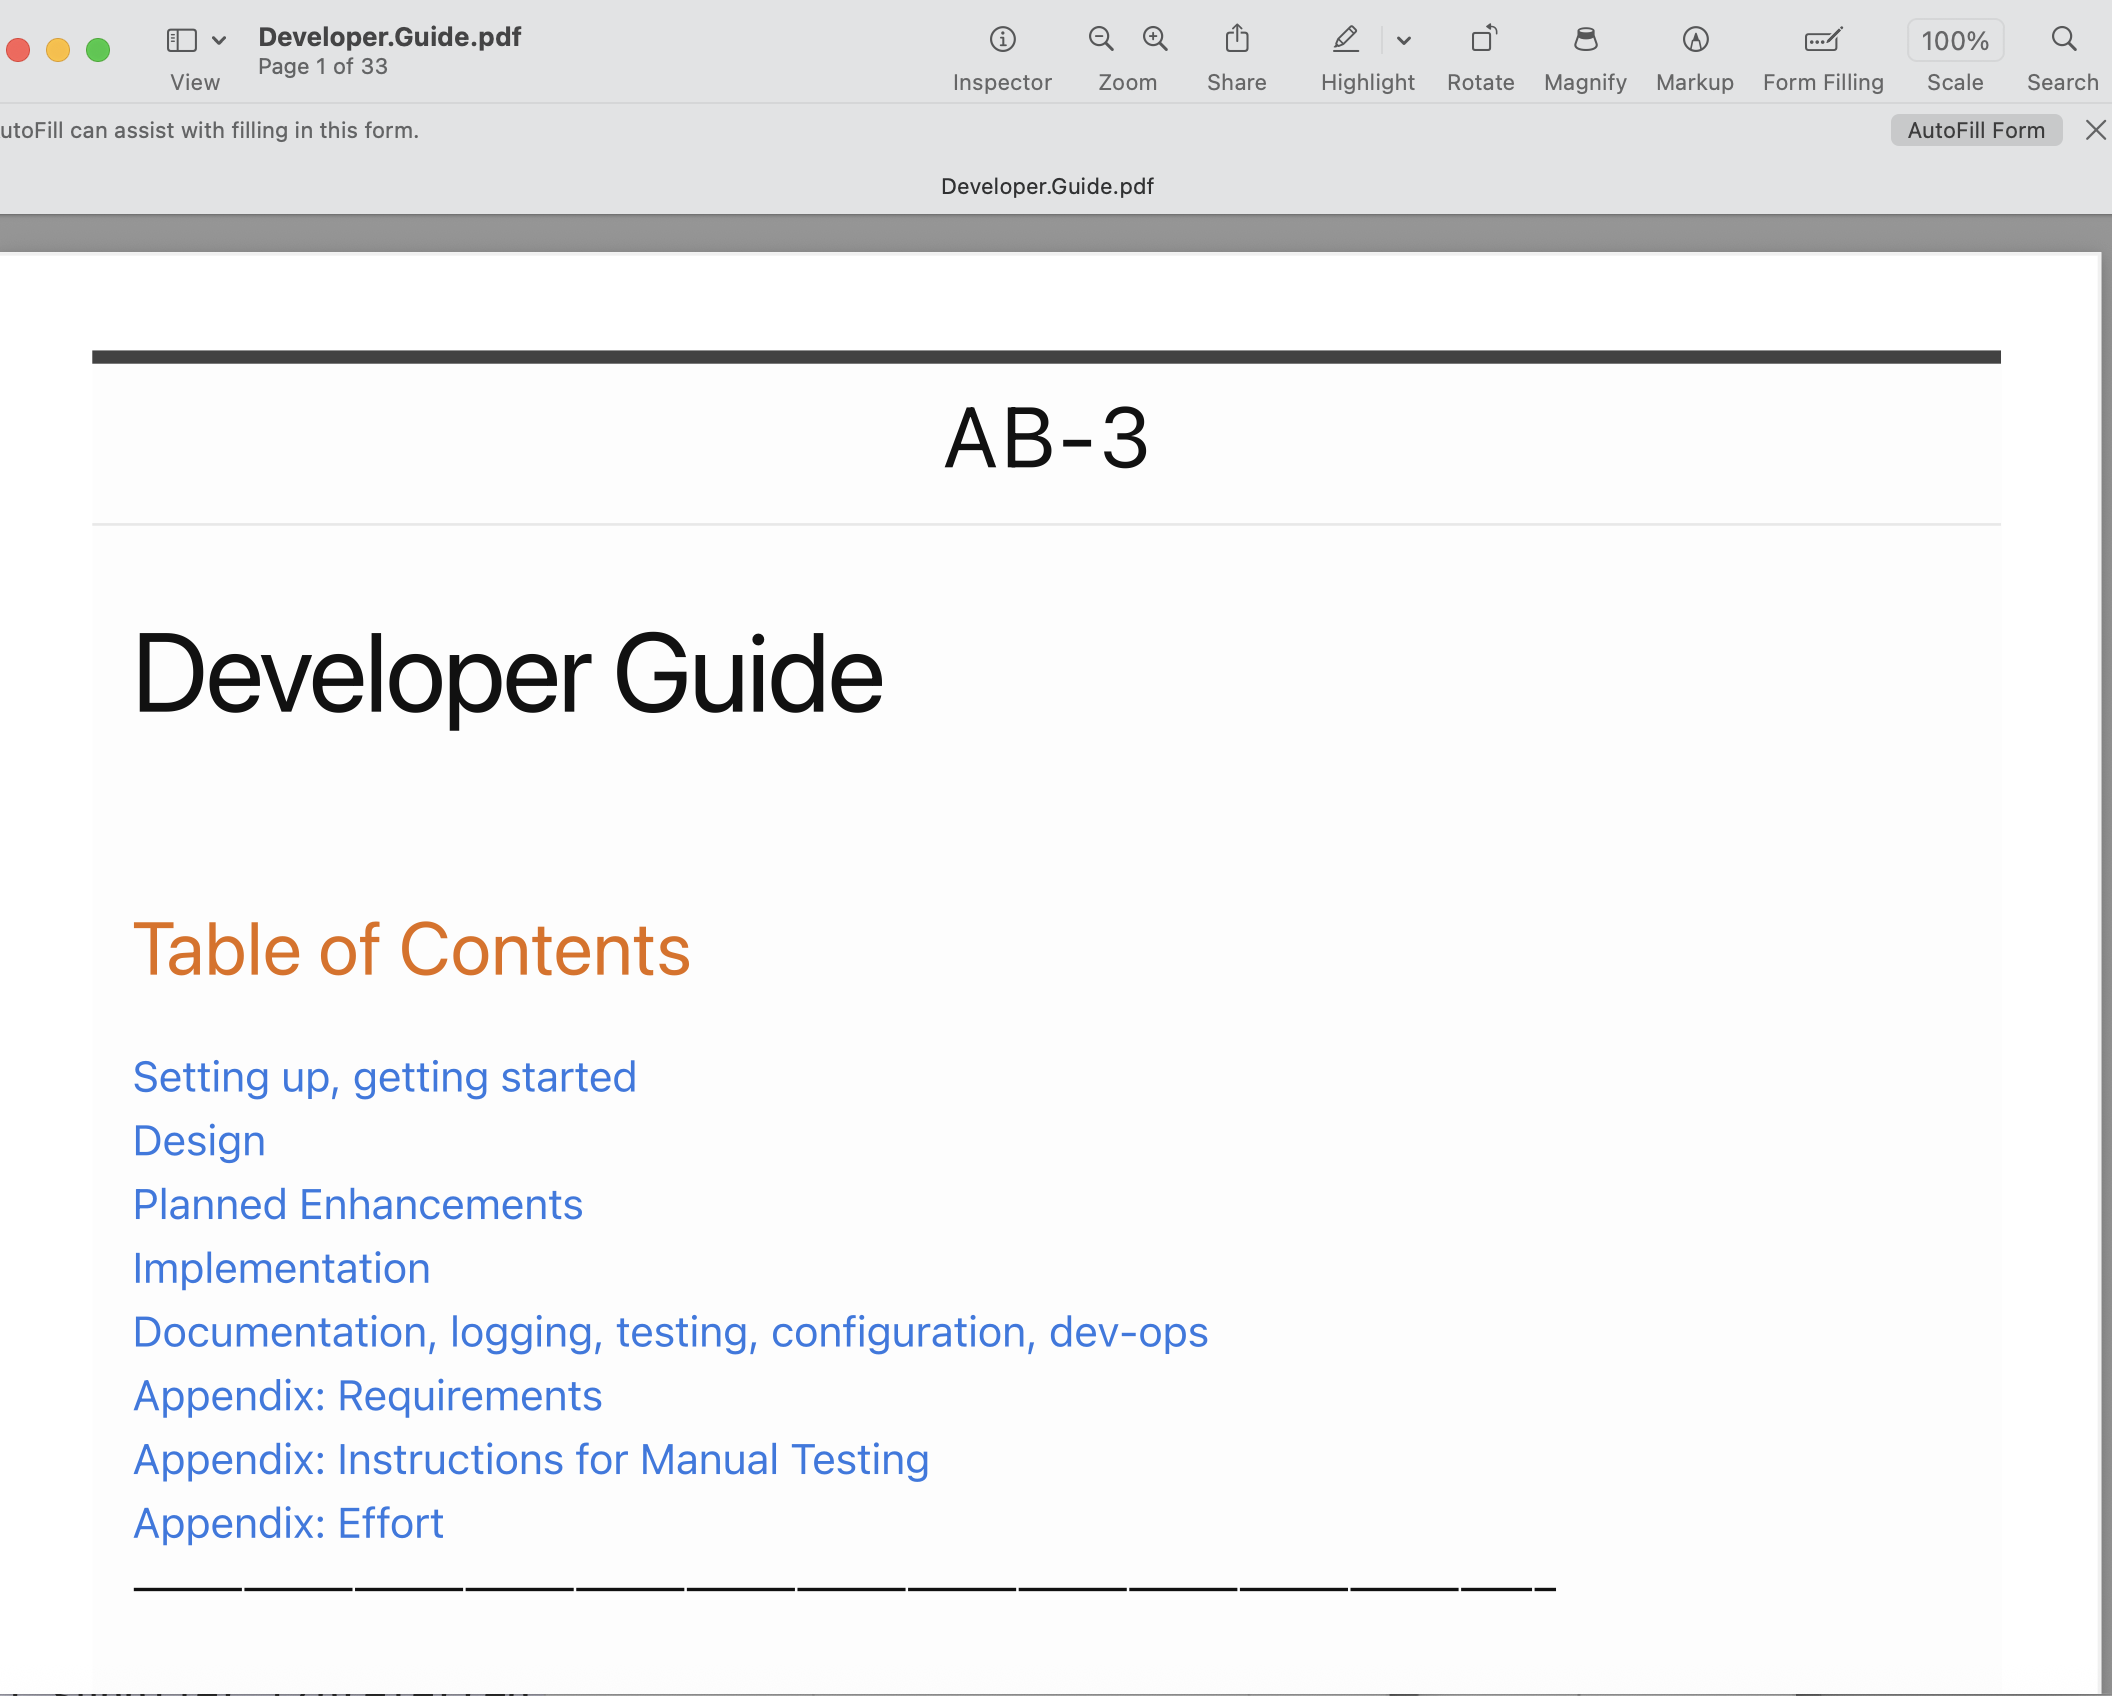 Developer.Guide.pdf
Page 1 of 33
View
Inspector
Zoom
Share
Highlight
Rotate
Magnify
Markup
Form Filling
100%
Scale
Search
utoFill can assist with filling in this form.
AutoFill Form
Developer.Guide.pdf
AB-3
Developer Guide
Table of Contents
Setting up, getting started
Design
Planned Enhancements
Implementation
Documentation, logging, testing, configuration, dev-ops
Appendix: Requirements
Appendix: Instructions for Manual Testing
Appendix: Effort